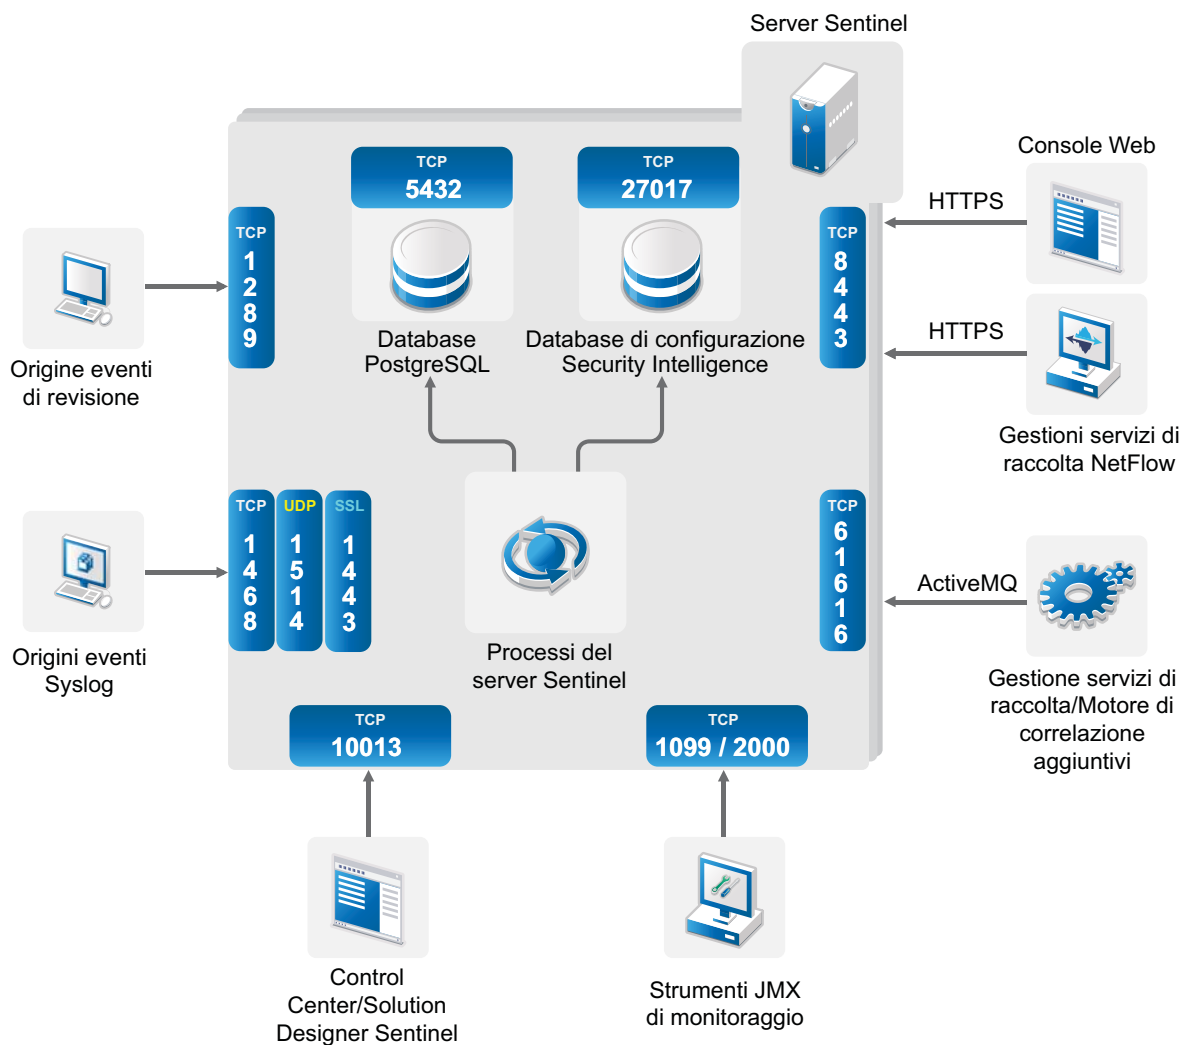 Server Sentinel
TCP
5432
TCP
27017
Database
PostgreSQL
Database di configurazione
Security Intelligence
TCP
1
2
8
9
Origine eventi
di revisione
TCP
8
4
4
3
HTTPS
Console Web
HTTPS
Gestioni servizi di
raccolta NetFlow
TCP
1
4
6
8
UDP
1
5
1
4
SSL
1
4
4
3
Origini eventi
Syslog
Processi del
server Sentinel
TCP
6
1
6
1
6
ActiveMQ
Gestione servizi di
raccolta/Motore di
correlazione
aggiuntivi
TCP
10013
TCP
1099 / 2000
Control
Center/Solution
Designer Sentinel
Strumenti JMX
di monitoraggio